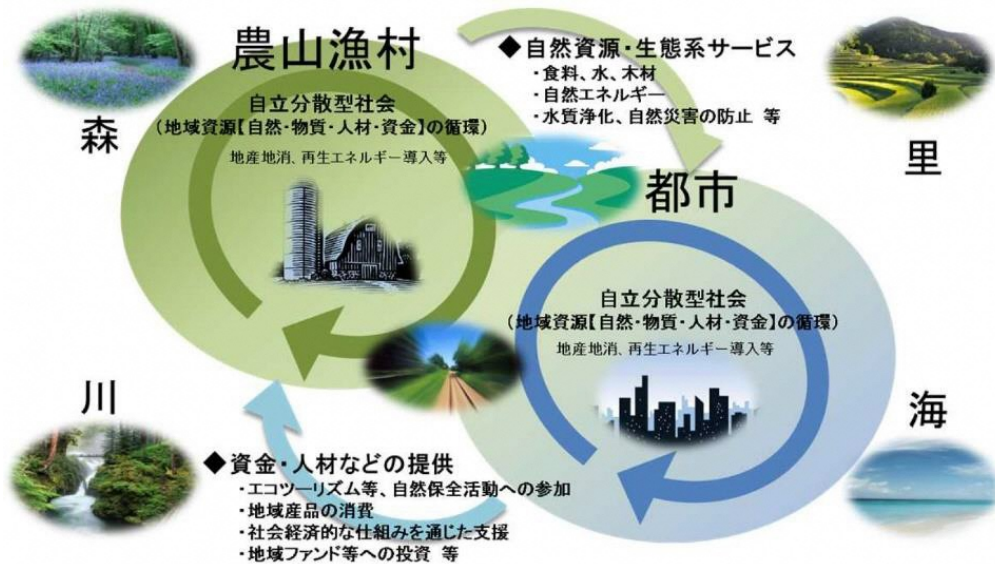 農山漁村
◆自然資源・生態系サービス
・食料、水、木材
・自然エネルギー
・水質浄化、自然災害の防止 等
森
自立分散型社会
(地域資源【自然・物質・人材・資金】の循環)
地産地消、再生エネルギー導入等
里
都市
自立分散型社会
(地域資源【自然・物質・人材・資金】の循環)
地産地消、再生エネルギー導入等
川
海
◆資金・人材などの提供
・エコツーリズム等、自然保全活動への参加
・地域産品の消費
・社会経済的な仕組みを通じた支援
・地域ファンド等への投資 等